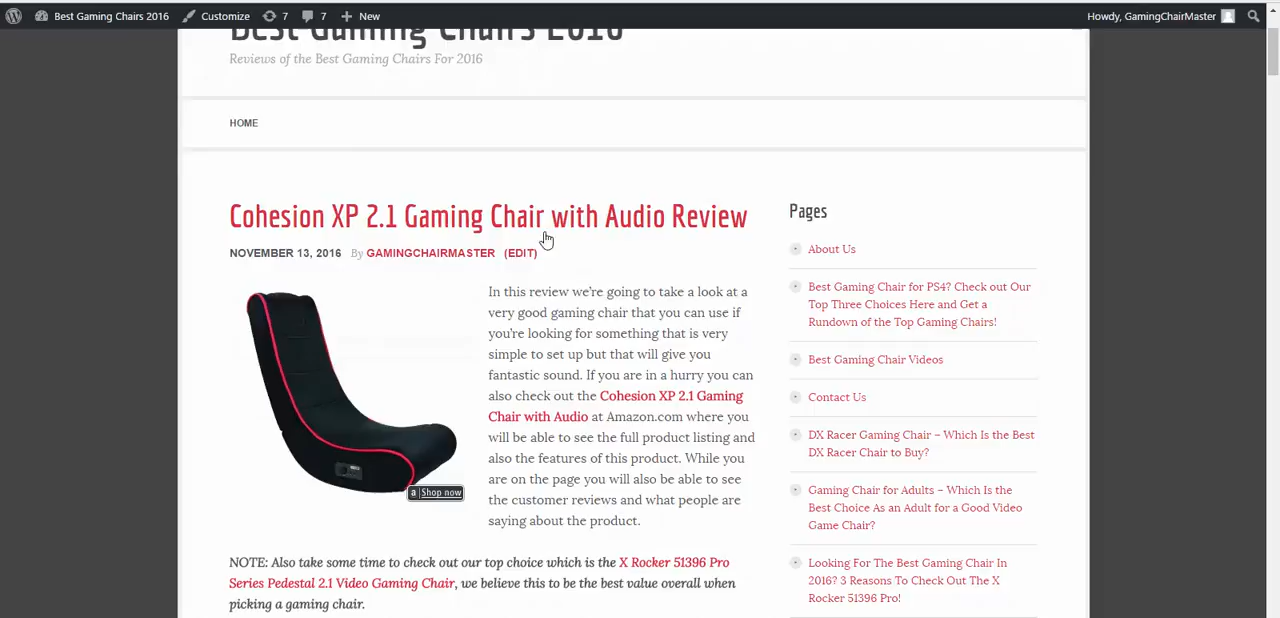 Best Gaming Chairs 2016 Customize 7 7 New Howdy, GamingChairMaster
Best Gaming Chairs 2016
Reviews of the Best Gaming Chairs For 2016
HOME
Cohesion XP 2.1 Gaming Chair with Audio Review
NOVEMBER 13, 2016 By GAMINGCHAIRMASTER (EDIT)
In this review we're going to take a look at a
very good gaming chair that you can use if
you're looking for something that is very
simple to set up but that will give you
fantastic sound. If you are in a hurry you can
also check out the Cohesion XP 2.1 Gaming
Chair with Audio at Amazon.com where you
will be able to see the full product listing and
also the features of this product. While you
are on the page you will also be able to see
the customer reviews and what people are
saying about the product.
a Shop now
NOTE: Also take some time to check out our top choice which is the X Rocker 51396 Pro
Series Pedestal 2.1 Video Gaming Chair, we believe this to be the best value overall when
picking a gaming chair.
Pages
About Us
Best Gaming Chair for PS4? Check out Our
Top Three Choices Here and Get a
Rundown of the Top Gaming Chairs!
Best Gaming Chair Videos
Contact Us
DX Racer Gaming Chair – Which Is the Best
DX Racer Chair to Buy?
Gaming Chair for Adults – Which Is the
Best Choice As an Adult for a Good Video
Game Chair?
Looking For The Best Gaming Chair In
2016? 3 Reasons To Check Out The X
Rocker 51396 Pro!